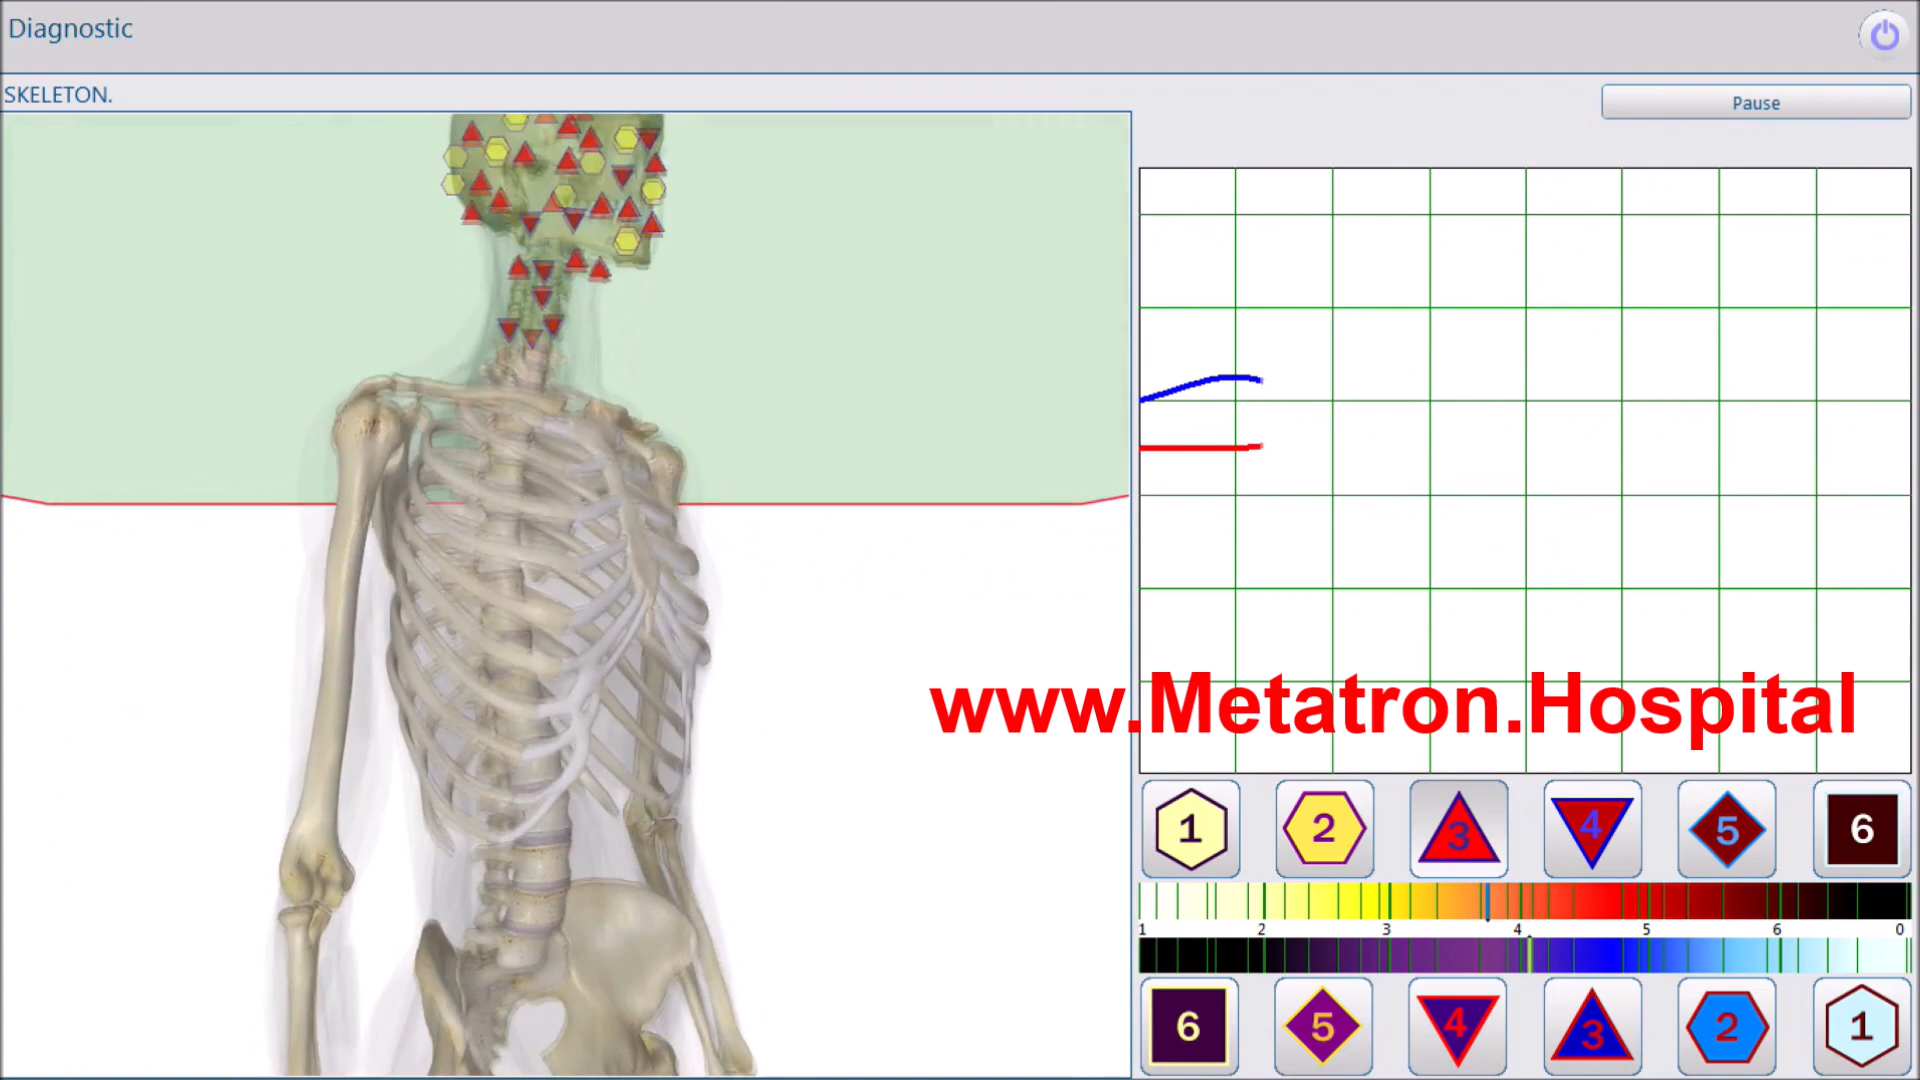 Diagnostic
SKELETON.
Pause
www.Metatron.Hospital
1 2 3 4 5 6
1 2 3 4 5 6 0
6 5 4 3 2 1